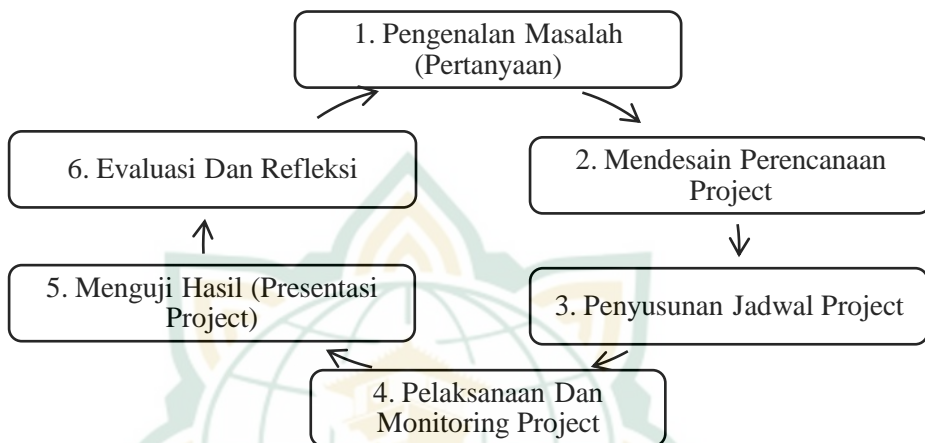 1. Pengenalan Masalah
(Pertanyaan)
2. Mendesain Perencanaan
Project
3. Penyusunan Jadwal Project
4. Pelaksanaan Dan
Monitoring Project
5. Menguji Hasil (Presentasi
Project)
6. Evaluasi Dan Refleksi